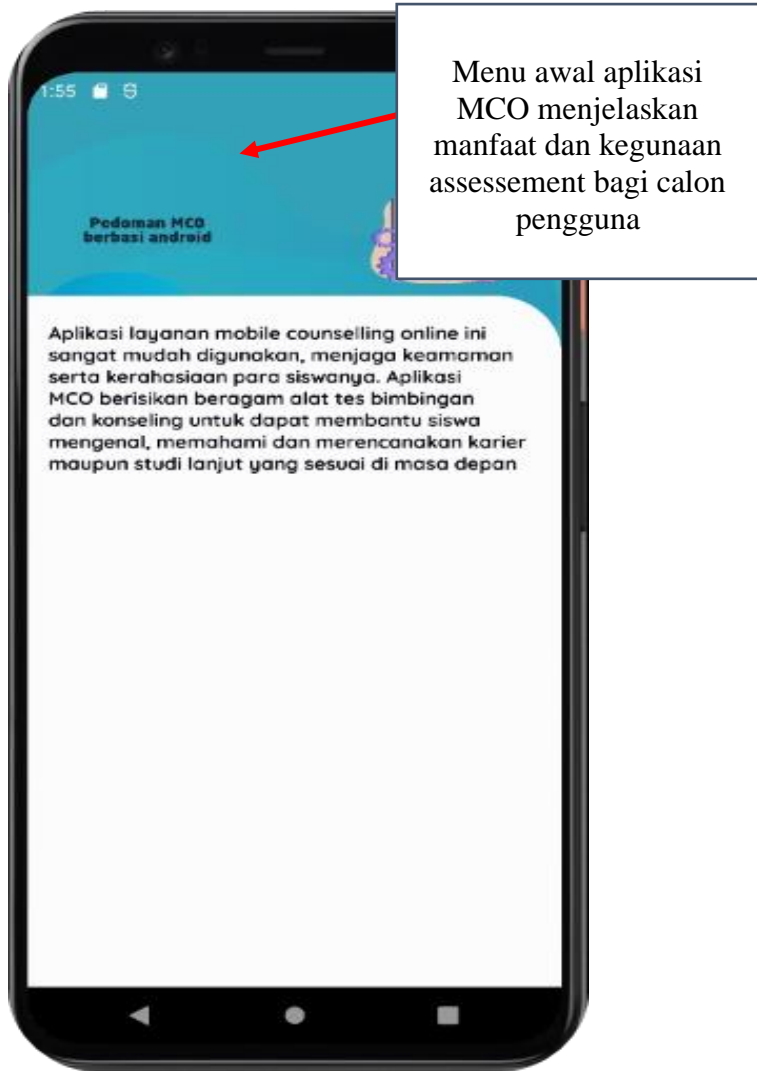 Menu awal aplikasi
MCO menjelaskan
manfaat dan kegunaan
assessement bagi calon
pengguna
1:55
Pedoman MCO
berbasi android
Aplikasi layanan mobile counselling online ini
sangat mudah digunakan, menjaga keamaman
serta kerahasiaan para siswanya. Aplikasi
MCO berisikan beragam alat tes bimbingan
dan konseling untuk dapat membantu siswa
mengenal, memahami dan merencanakan karier
maupun studi lanjut yang sesuai di masa depan